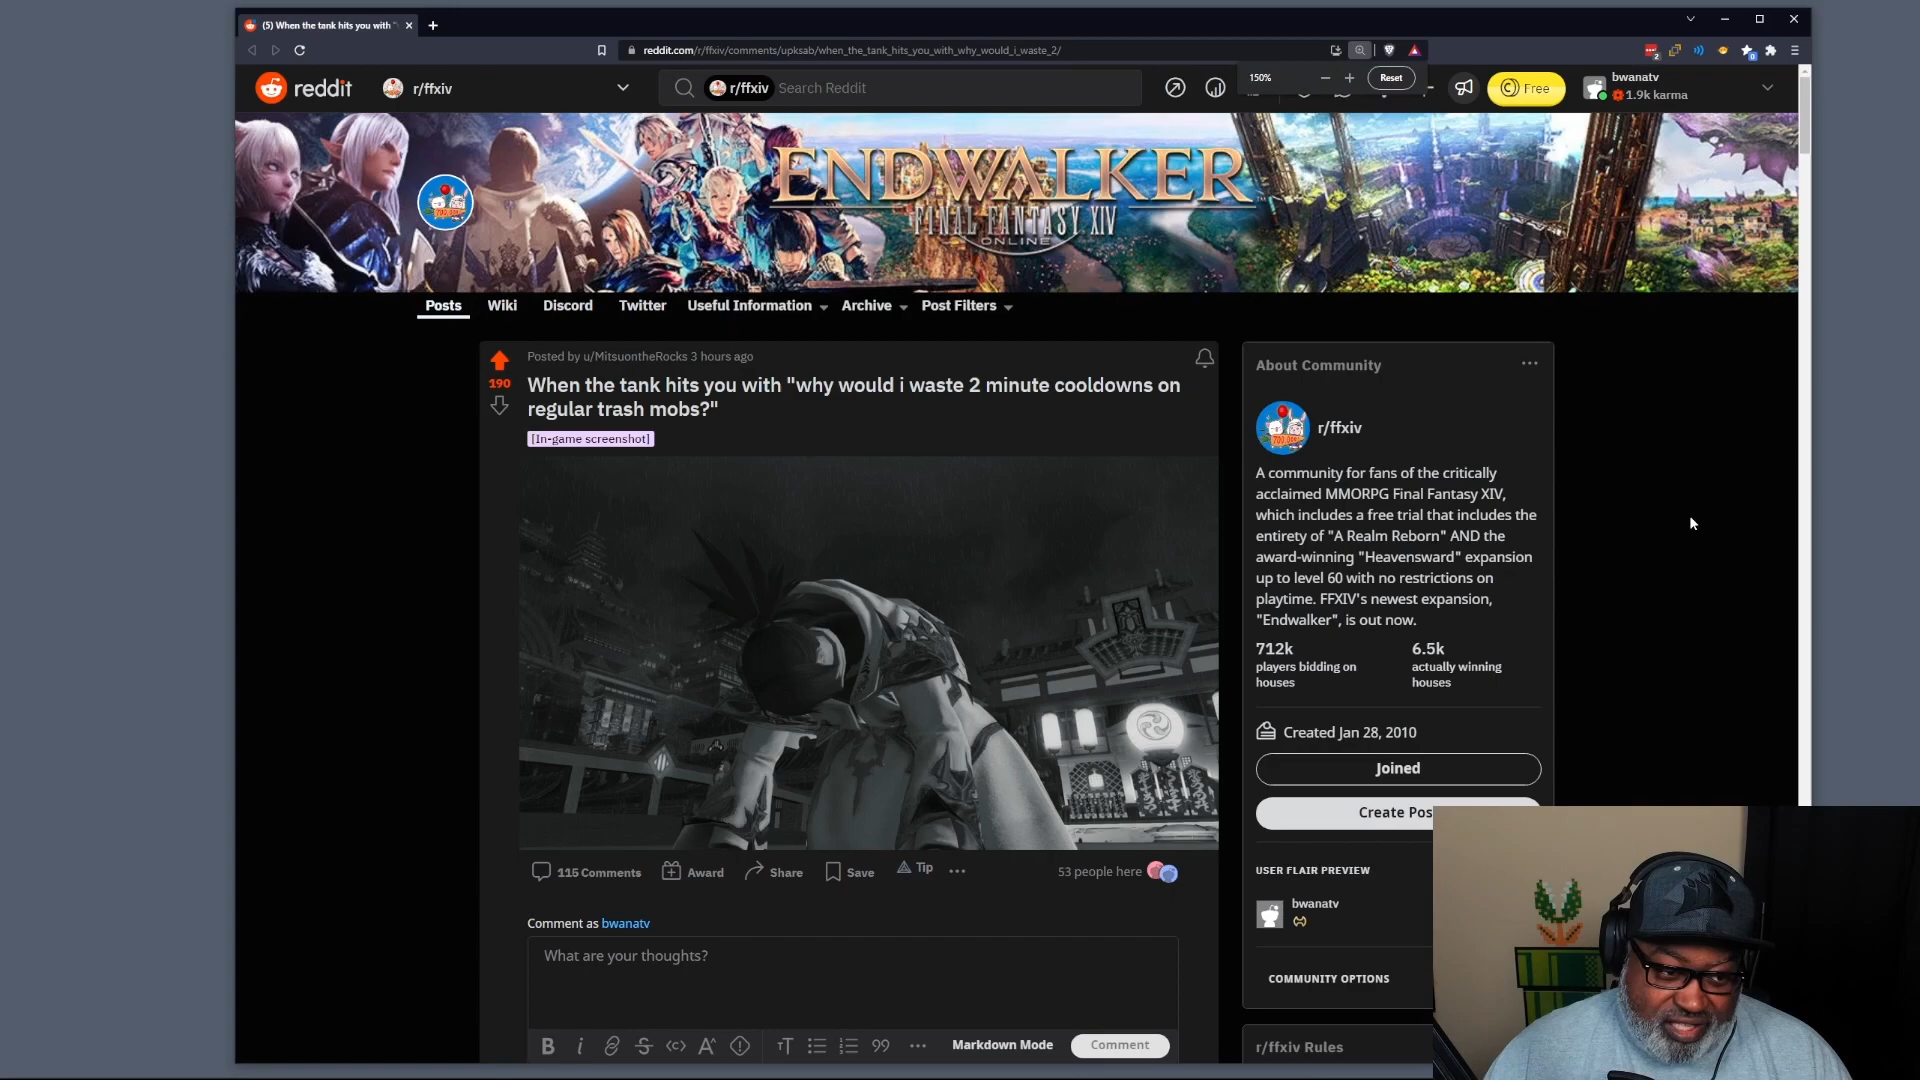 (5) When the tank hits you with "
reddit.com/r/ffxiv/comments/upksab/when_the_tank_hits_you_with_why_would_i_waste_2/
150%
Reset
reddit
r/ffxiv
r/ffxiv
Search Reddit
Free
bwanatv
1.9k karma
ENDWALKER
FINAL FANTASY XIV
ONLINE
Posts
Wiki
Discord
Twitter
Useful Information
Archive
Post Filters
190
Posted by u/MitsuontheRocks 3 hours ago
When the tank hits you with "why would i waste 2 minute cooldowns on
regular trash mobs?"
[In-game screenshot]
115 Comments
Award
Share
Save
Tip
53 people here
Comment as bwanatv
What are your thoughts?
Markdown Mode
Comment
About Community
r/ffxiv
A community for fans of the critically
acclaimed MMORPG Final Fantasy XIV,
which includes a free trial that includes the
entirety of "A Realm Reborn" AND the
award-winning "Heavensward" expansion
up to level 60 with no restrictions on
playtime. FFXIV's newest expansion,
"Endwalker", is out now.
712k
players bidding on
houses
6.5k
actually winning
houses
Created Jan 28, 2010
Joined
Create Pos
USER FLAIR PREVIEW
bwanatv
COMMUNITY OPTIONS
r/ffxiv Rules